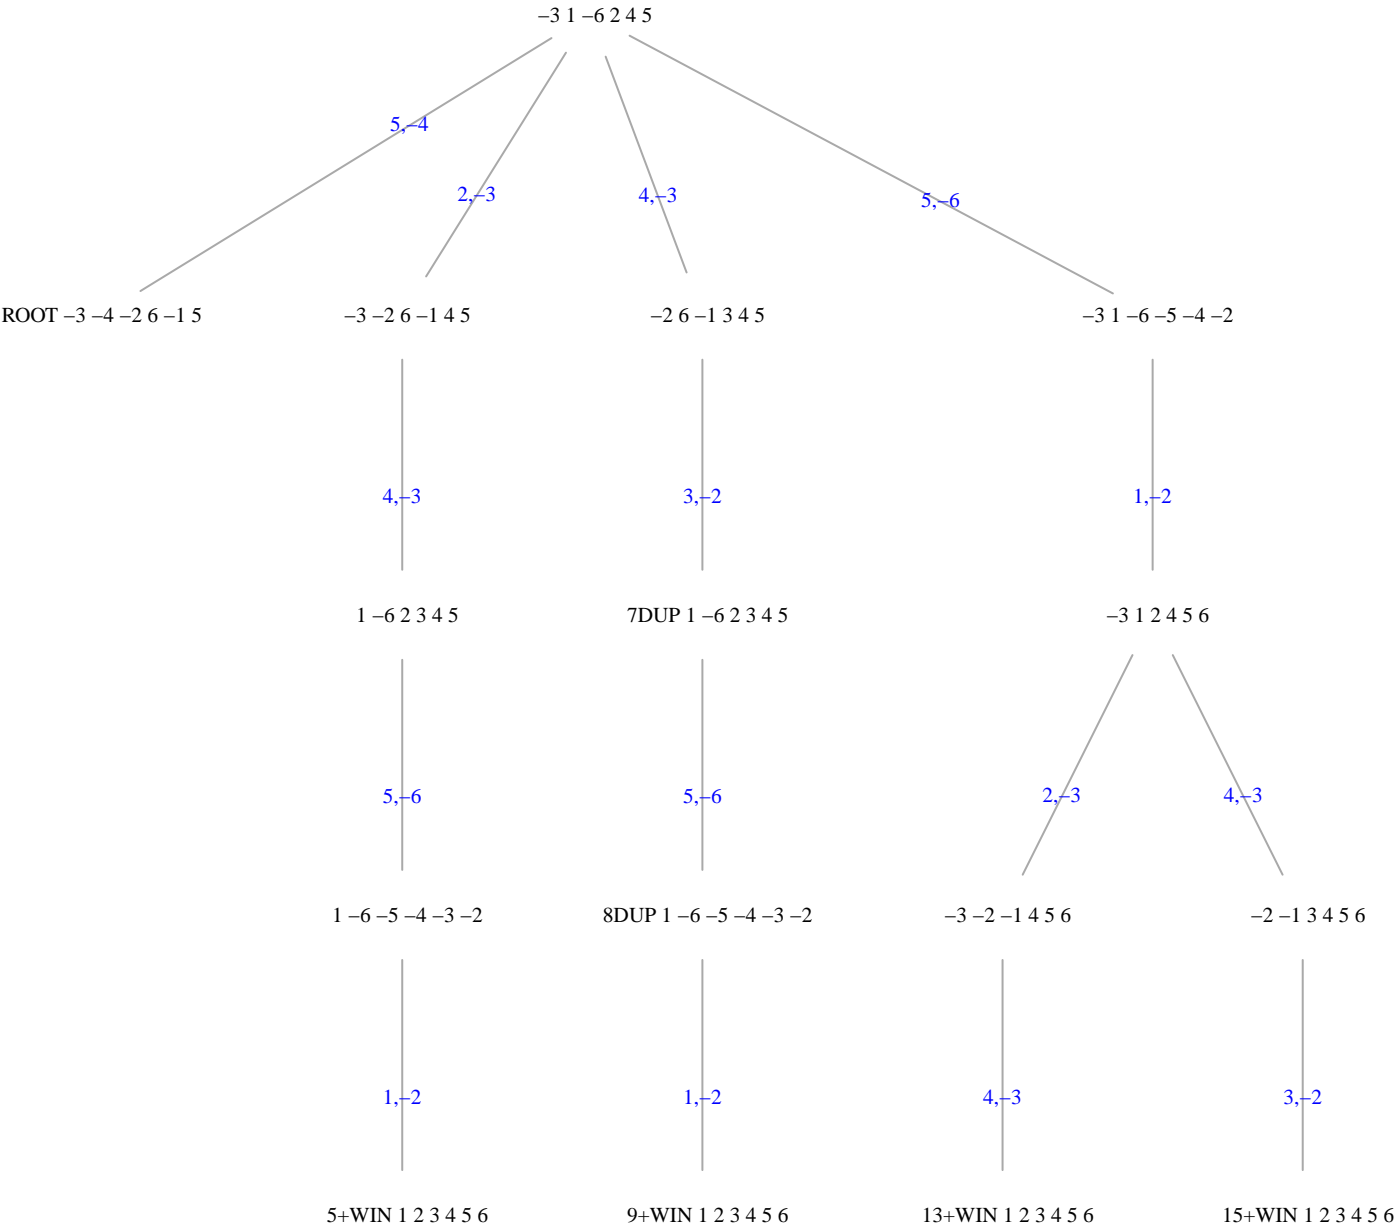 −3 1 −6 2 4 5
5,−4
2,−3
4,−3
5,−6
ROOT −3 −4 −2 6 −1 5
−3 −2 6 −1 4 5
−2 6 −1 3 4 5
−3 1 −6 −5 −4 −2
4,−3
3,−2
1,−2
1 −6 2 3 4 5
7DUP 1 −6 2 3 4 5
−3 1 2 4 5 6
5,−6
5,−6
2,−3
4,−3
1 −6 −5 −4 −3 −2
8DUP 1 −6 −5 −4 −3 −2
−3 −2 −1 4 5 6
−2 −1 3 4 5 6
1,−2
1,−2
4,−3
3,−2
5+WIN 1 2 3 4 5 6
9+WIN 1 2 3 4 5 6
13+WIN 1 2 3 4 5 6
15+WIN 1 2 3 4 5 6